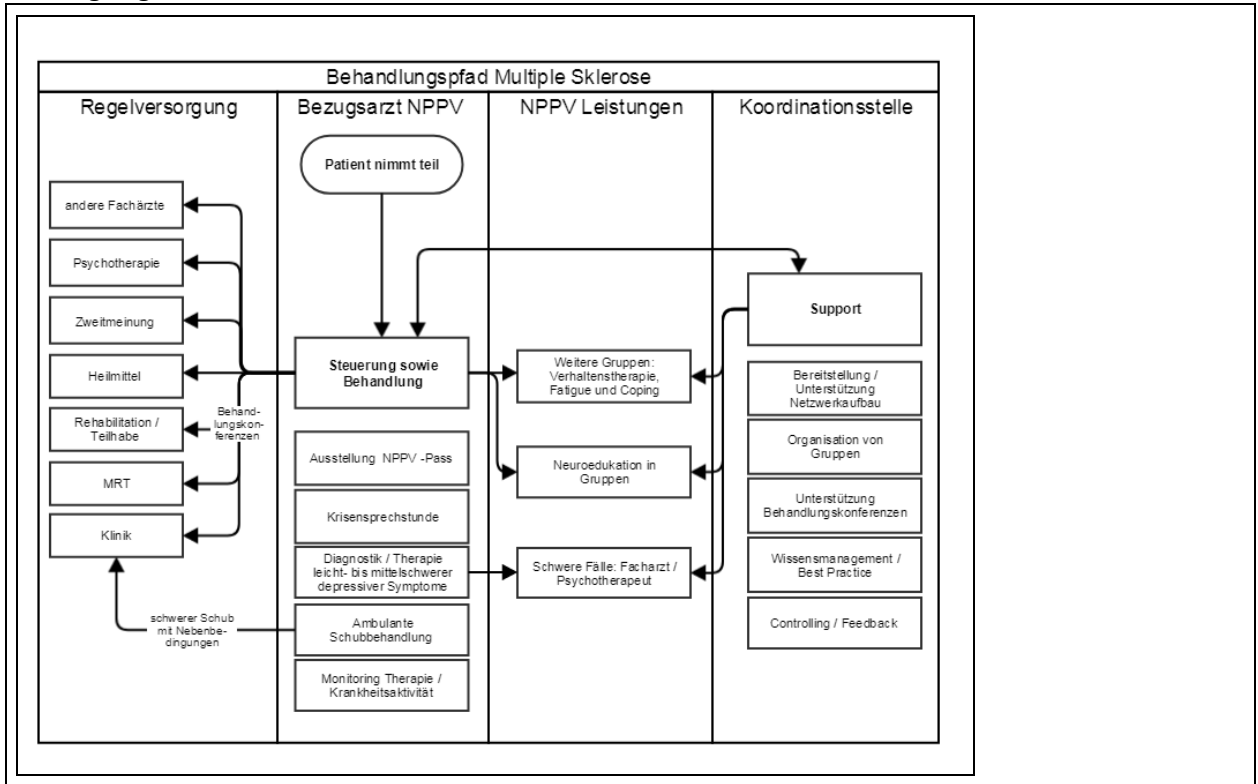 Behandlungspfad Multiple Sklerose
Regelversorgung
Bezugsarzt NPPV
NPPV Leistungen
Koordinationsstelle
andere Fachärzte
Psychotherapie
Zweitmeinung
Heilmittel
Rehabilitation /
Teilhabe
MRT
Klinik
Behand-
lungskon-
ferenzen
schwerer Schub
mit Nebenbe-
dingungen
Patient nimmt teil
Steuerung sowie
Behandlung
Ausstellung NPPV -Pass
Krisensprechstunde
Diagnostik / Therapie
leicht- bis mittelschwerer
depressiver Symptome
Ambulante
Schubbehandlung
Monitoring Therapie /
Krankheitsaktivität
Weitere Gruppen:
Verhaltenstherapie,
Fatigue und Coping
Neuroedukation in
Gruppen
Schwere Fälle: Facharzt /
Psychotherapeut
Support
Bereitstellung /
Unterstützung
Netzwerkaufbau
Organisation von
Gruppen
Unterstützung
Behandlungskonferenzen
Wissensmanagement /
Best Practice
Controlling / Feedback